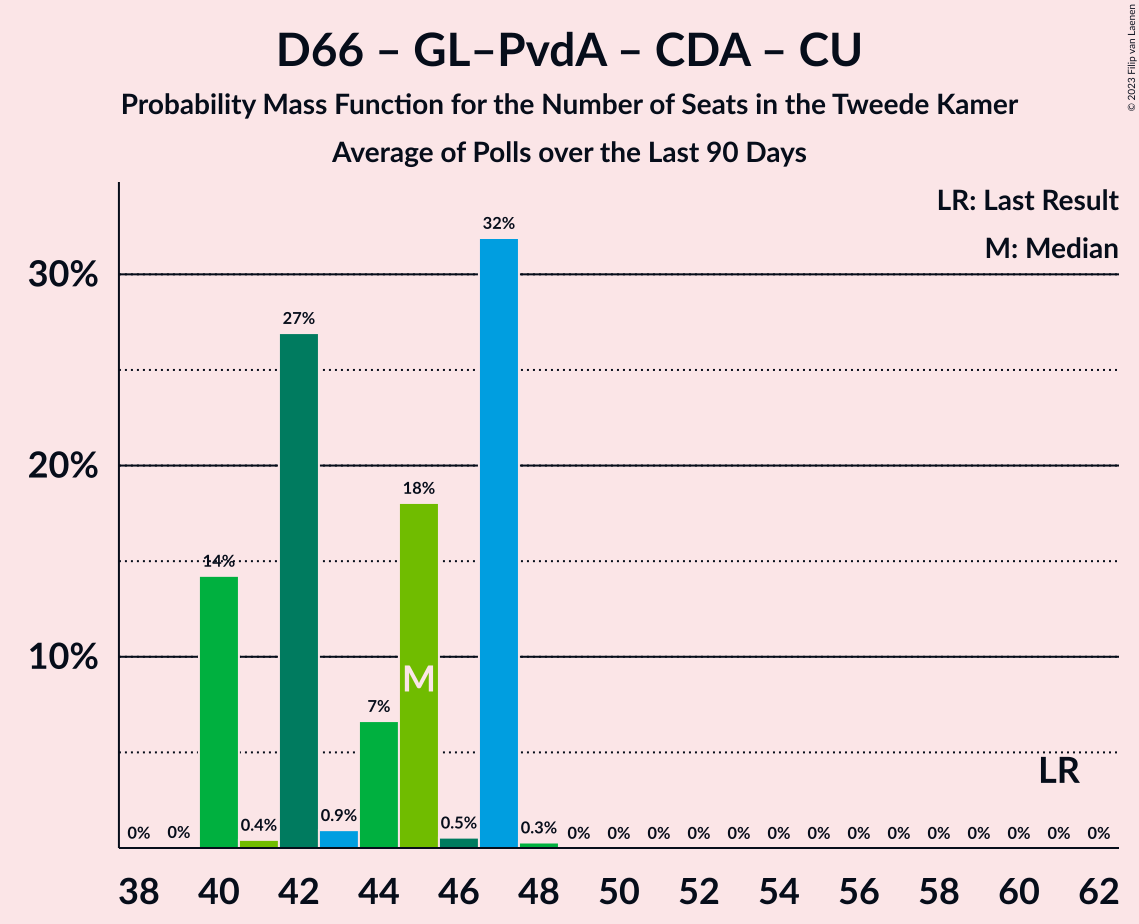 D66 – GL–PvdA – CDA – CU
Probability Mass Function for the Number of Seats in the Tweede Kamer
Average of Polls over the Last 90 Days
© 2023 Filip van Laenen
LR: Last Result
M: Median
32%
30%
27%
20%
18%
14%
10%
M
7%
LR
0% 0% 0.4% 0.9% 0.5% 0.3% 0% 0% 0% 0% 0% 0% 0% 0% 0% 0% 0% 0% 0% 0%
38 40 42 44 46 48 50 52 54 56 58 60 62